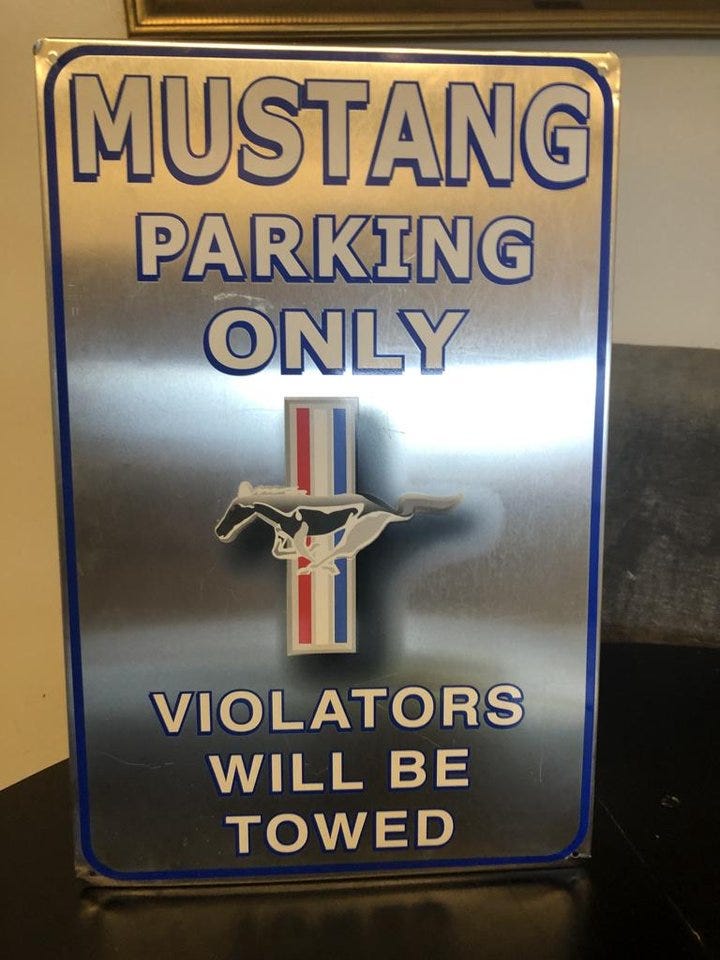 MUSTANG
PARKING
ONLY
VIOLATORS
WILL BE
TOWED